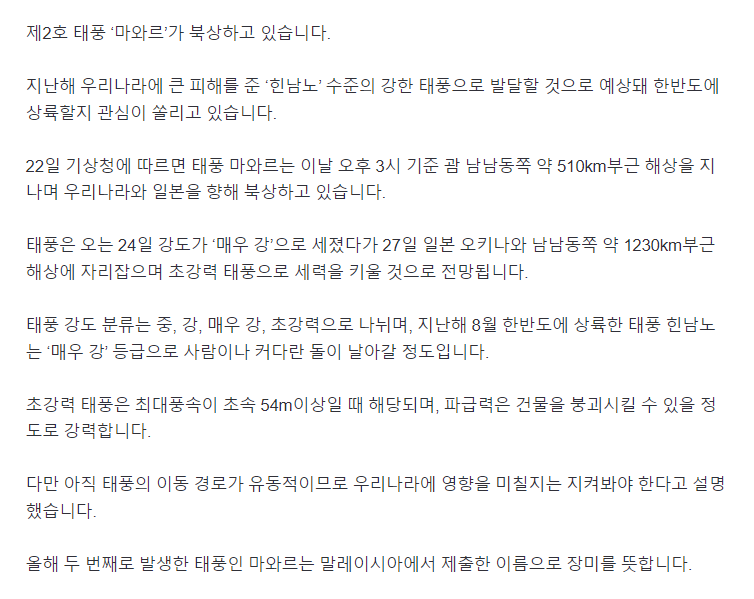 제2호 태풍 ‘마와르’가 북상하고 있습니다.
지난해 우리나라에 큰 피해를 준 ‘힌남노’ 수준의 강한 태풍으로 발달할 것으로 예상돼 한반도에
상륙할지 관심이 쏠리고 있습니다.
22일 기상청에 따르면 태풍 마와르는 이날 오후 3시 기준 괌 남남동쪽 약 510km부근 해상을 지
나며 우리나라와 일본을 향해 북상하고 있습니다.
태풍은 오는 24일 강도가 ‘매우 강’으로 세졌다가 27일 일본 오키나와 남남동쪽 약 1230km부근
해상에 자리잡으며 초강력 태풍으로 세력을 키울 것으로 전망됩니다.
태풍 강도 분류는 중, 강, 매우 강, 초강력으로 나뉘며, 지난해 8월 한반도에 상륙한 태풍 힌남노
는 ‘매우 강’ 등급으로 사람이나 커다란 돌이 날아갈 정도입니다.
초강력 태풍은 최대풍속이 초속 54m이상일 때 해당되며, 파급력은 건물을 붕괴시킬 수 있을 정
도로 강력합니다.
다만 아직 태풍의 이동 경로가 유동적이므로 우리나라에 영향을 미칠지는 지켜봐야 한다고 설명
했습니다.
올해 두 번째로 발생한 태풍인 마와르는 말레이시아에서 제출한 이름으로 장미를 뜻합니다.